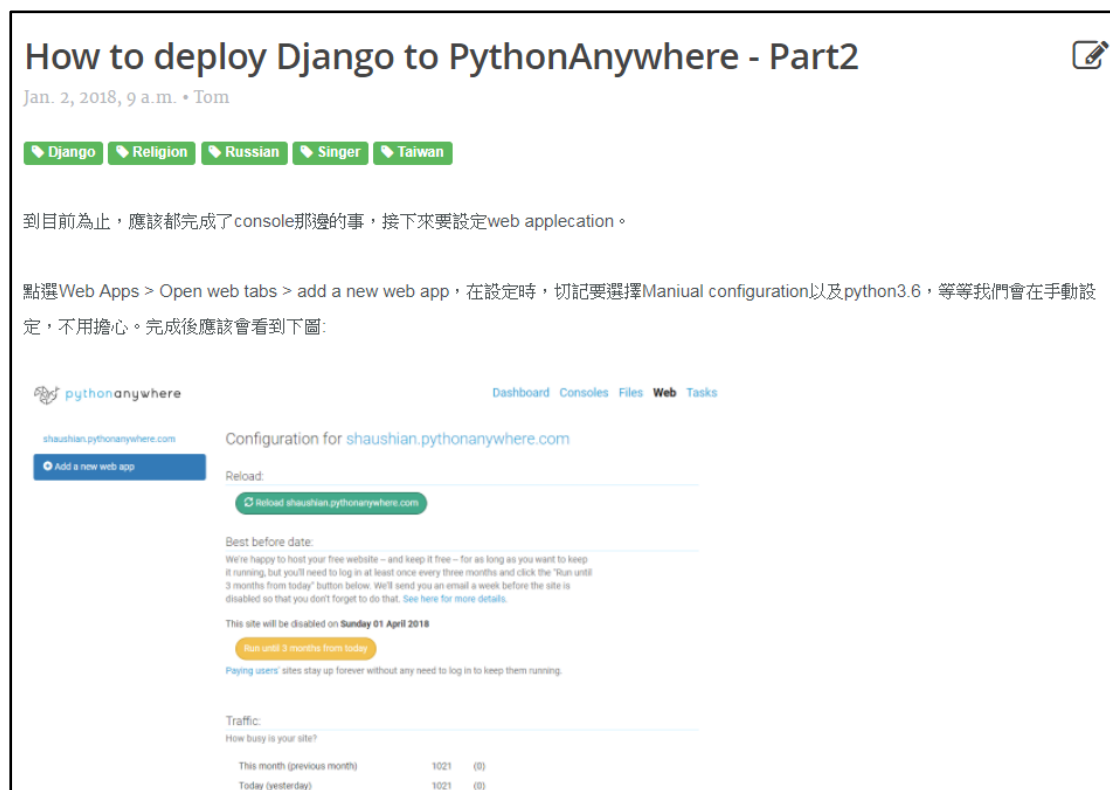 How to deploy Django to PythonAnywhere - Part2
Jan. 2, 2018, 9 a.m. • Tom
Django Religion Russian Singer Taiwan
到目前為止，應該都完成了console那邊的事，接下來要設定web applecation。
點選Web Apps > Open web tabs > add a new web app，在設定時，切記要選擇Maniual configuration以及python3.6，等等我們會在手動設
定，不用擔心。完成後應該會看到下圖:
pythonanywhere
Dashboard Consoles Files Web Tasks
shaushian.pythonanywhere.com
Configuration for shaushian.pythonanywhere.com
Add a new web app
Reload:
Reload shaushian.pythonanywhere.com
Best before date:
We're happy to host your free website – and keep it free – for as long as you want to keep
it running, but you'll need to log in at least once every three months and click the "Run until
3 months from today" button below. We'll send you an email a week before the site is
disabled so that you don't forget to do that. See here for more details.
This site will be disabled on Sunday 01 April 2018
Run until 3 months from today
Paying users' sites stay up forever without any need to log in to keep them running.
Traffic:
How busy is your site?
This month (previous month) 1021 (0)
Today (yesterday) 1021 (0)